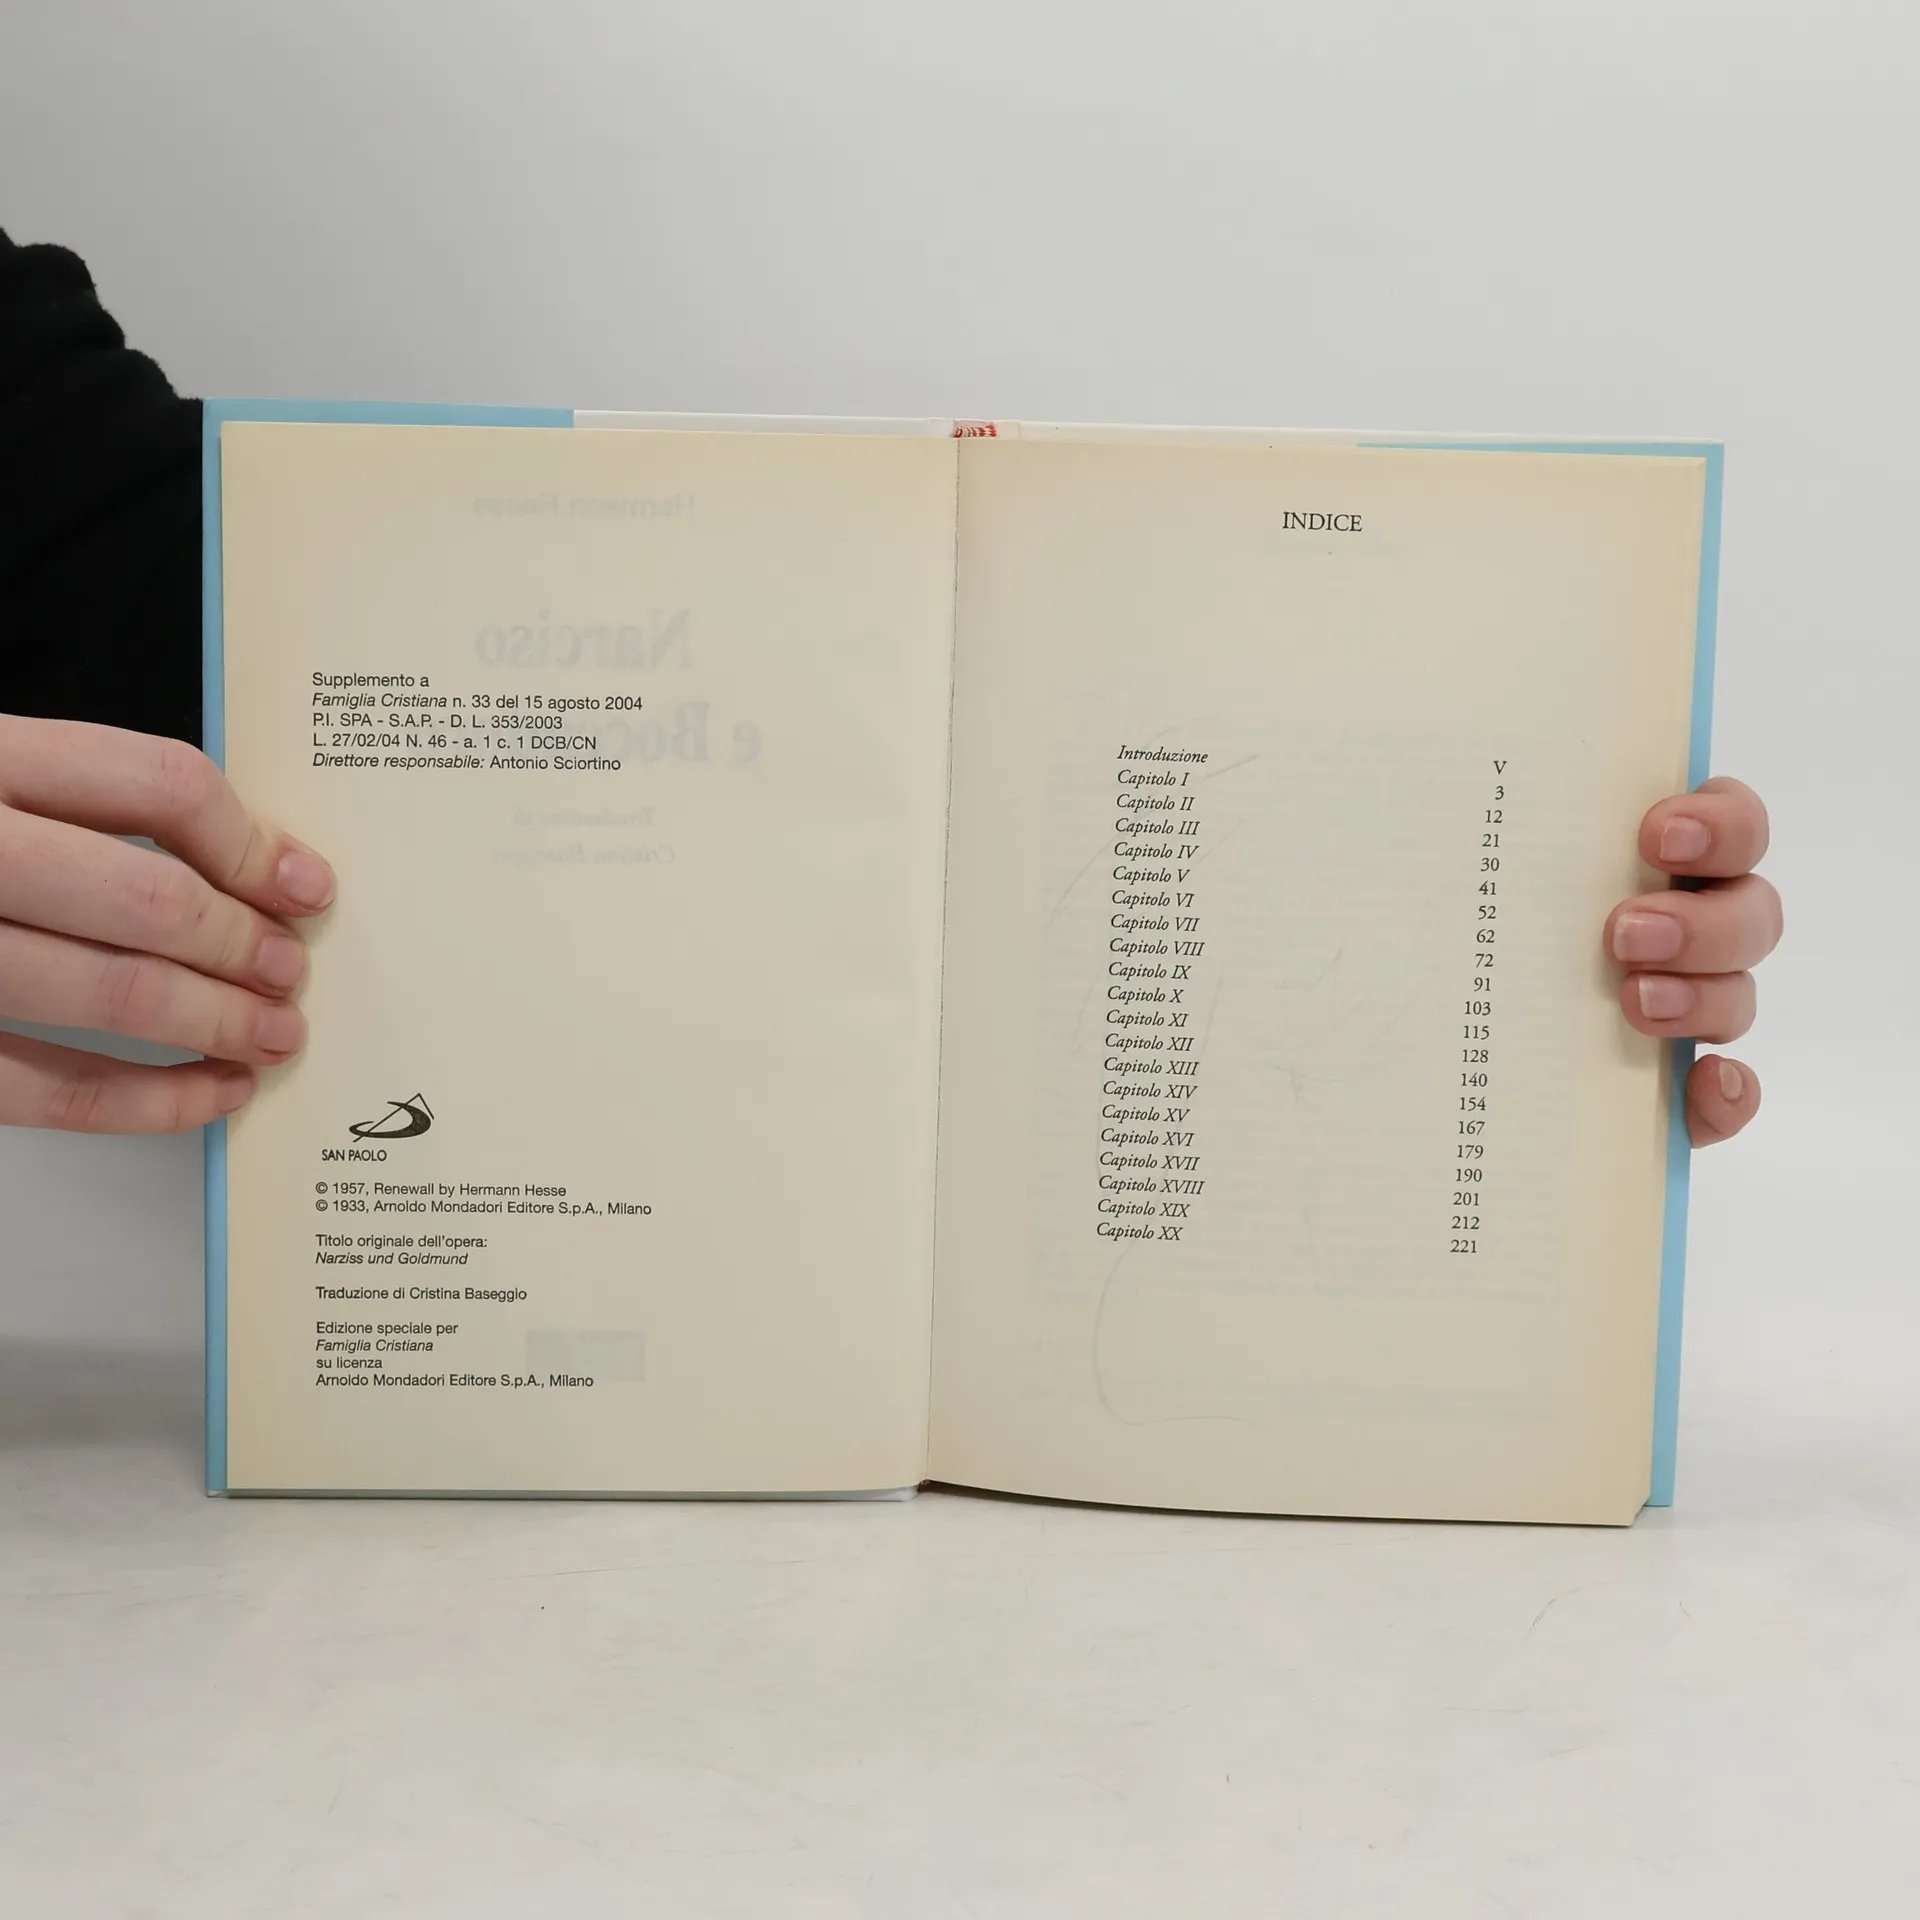 Supplemento a
Famiglia Cristiana n. 33 del 15 agosto 2004
P.I. SPA - S.A.P. - D. L. 353/2003
L. 27/02/04 N. 46 - a. 1 c. 1 DCB/CN
Direttore responsabile: Antonio Sciortino
SAN PAOLO
© 1957, Renewall by Hermann Hesse
© 1933, Arnoldo Mondadori Editore S.p.A., Milano
Titolo originale dell'opera:
Narziss und Goldmund
Traduzione di Cristina Baseggio
Edizione speciale per
Famiglia Cristiana
su licenza
Arnoldo Mondadori Editore S.p.A., Milano
INDICE
Introduzione V
Capitolo I 3
Capitolo II 12
Capitolo III 21
Capitolo IV 30
Capitolo V 41
Capitolo VI 52
Capitolo VII 62
Capitolo VIII 72
Capitolo IX 91
Capitolo X 103
Capitolo XI 115
Capitolo XII 128
Capitolo XIII 140
Capitolo XIV 154
Capitolo XV 167
Capitolo XVI 179
Capitolo XVII 190
Capitolo XVIII 201
Capitolo XIX 212
Capitolo XX 221